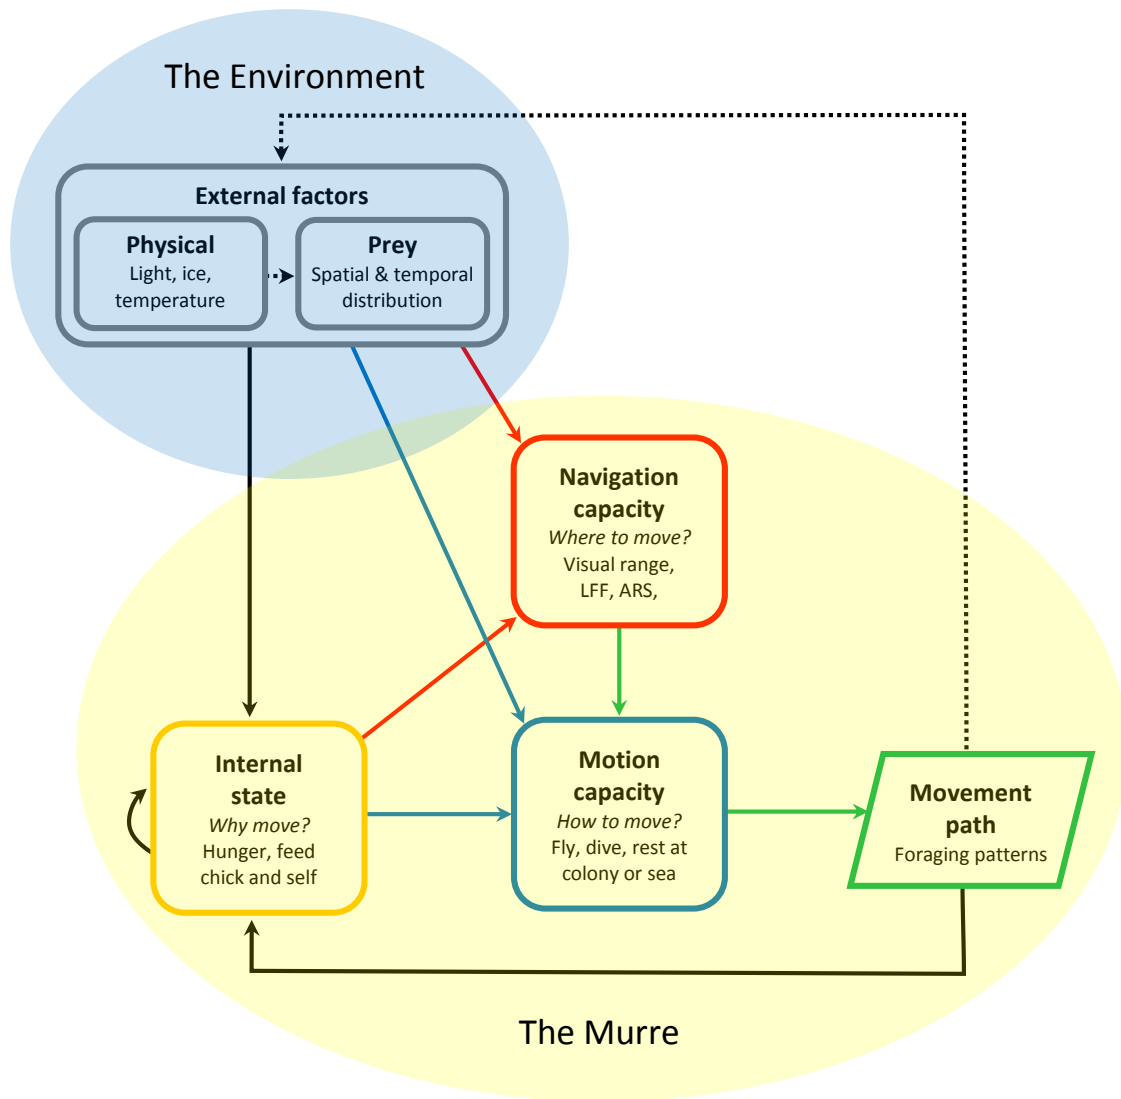 The Environment
External factors
Physical
Light, ice,
temperature
Prey
Spatial & temporal
distribution
Navigation
capacity
Where to move?
Visual range,
LFF, ARS,
Internal
state
Why move?
Hunger, feed
chick and self
Motion
capacity
How to move?
Fly, dive, rest at
colony or sea
Movement
path
Foraging patterns
The Murre